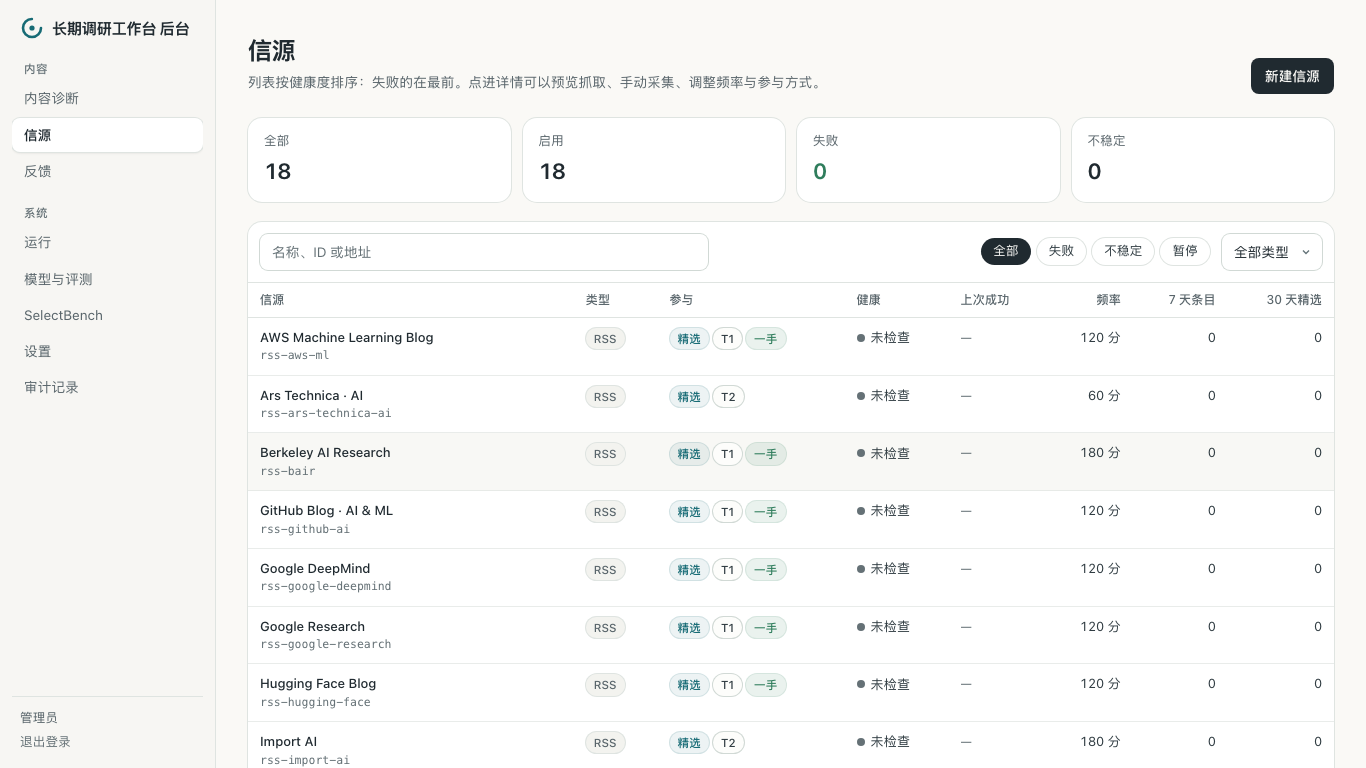 长期调研工作台 后台
内容
内容诊断
信源
反馈
系统
运行
模型与评测
SelectBench
设置
审计记录
管理员
退出登录
信源
列表按健康度排序：失败的在最前。点进详情可以预览抓取、手动采集、调整频率与参与方式。
新建信源
全部
18
启用
18
失败
0
不稳定
0
名称、ID 或地址
全部 失败 不稳定 暂停 全部类型
信源 类型 参与 健康 上次成功 频率 7 天条目 30 天精选
AWS Machine Learning Blog RSS 精选 T1 一手 未检查 — 120 分 0 0
rss-aws-ml
Ars Technica · AI RSS 精选 T2 未检查 — 60 分 0 0
rss-ars-technica-ai
Berkeley AI Research RSS 精选 T1 一手 未检查 — 180 分 0 0
rss-bair
GitHub Blog · AI & ML RSS 精选 T1 一手 未检查 — 120 分 0 0
rss-github-ai
Google DeepMind RSS 精选 T1 一手 未检查 — 120 分 0 0
rss-google-deepmind
Google Research RSS 精选 T1 一手 未检查 — 120 分 0 0
rss-google-research
Hugging Face Blog RSS 精选 T1 一手 未检查 — 120 分 0 0
rss-hugging-face
Import AI RSS 精选 T2 未检查 — 180 分 0 0
rss-import-ai